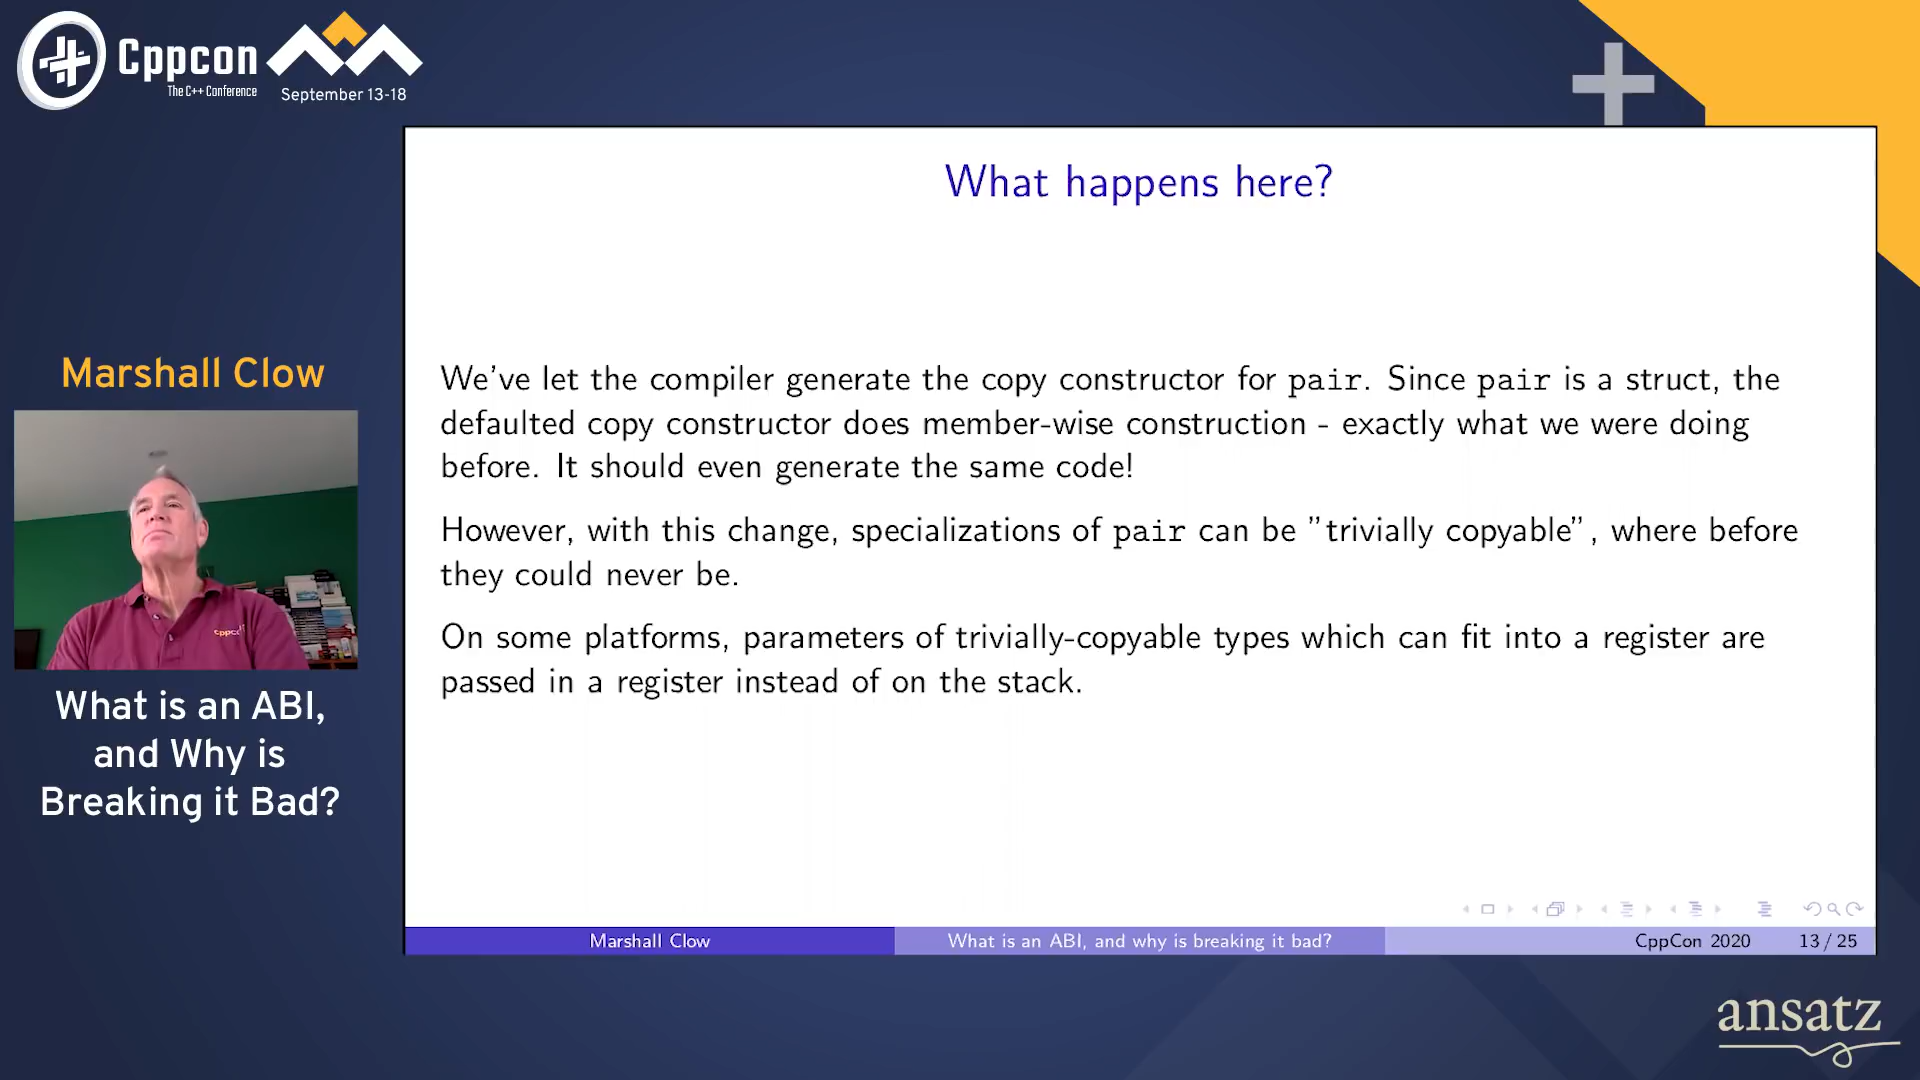 Cppcon
The C++ Conference
September 13-18
What happens here?
Marshall Clow
We've let the compiler generate the copy constructor for pair. Since pair is a struct, the
defaulted copy constructor does member-wise construction - exactly what we were doing
before. It should even generate the same code!
However, with this change, specializations of pair can be ”trivially copyable”, where before
they could never be.
On some platforms, parameters of trivially-copyable types which can fit into a register are
passed in a register instead of on the stack.
cppcon
What is an ABI,
and Why is
Breaking it Bad?
Marshall Clow
What is an ABI, and why is breaking it bad?
CppCon 2020
13 / 25
ansatz